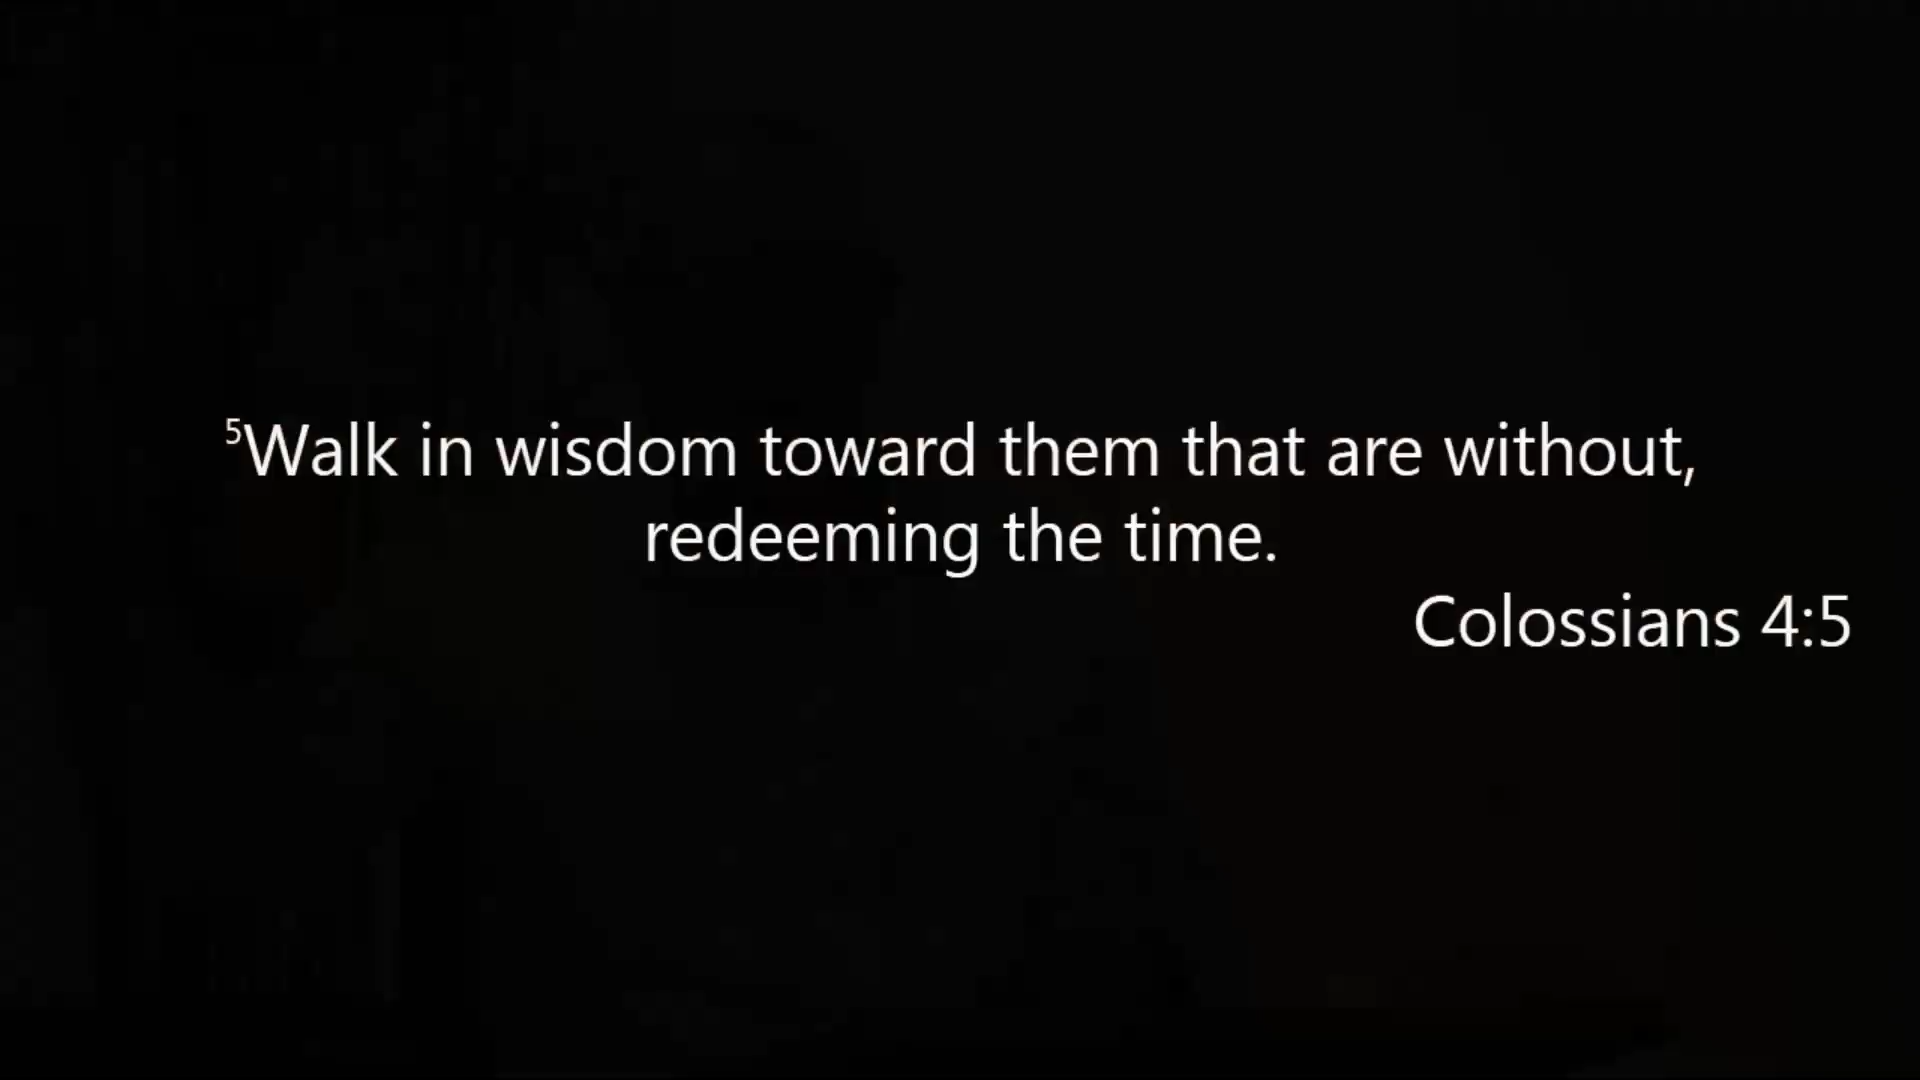 ⁵Walk in wisdom toward them that are without,
redeeming the time.
Colossians 4:5